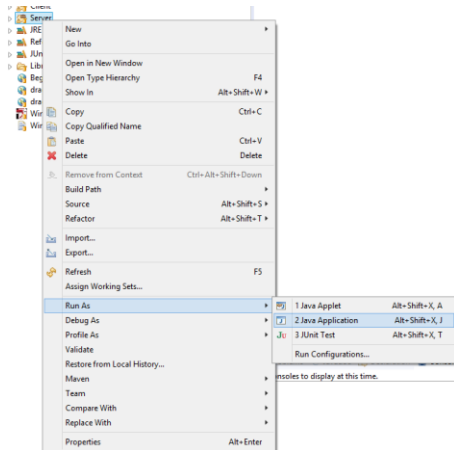 Client
Server
JRE
Ref
JUn
Libr
Beg
dra
dra
Win
Win
New
Go Into
Open in New Window
Open Type Hierarchy F4
Show In Alt+Shift+W
Copy Ctrl+C
Copy Qualified Name
Paste Ctrl+V
Delete Delete
Remove from Context Ctrl+Alt+Shift+Down
Build Path
Source Alt+Shift+S
Refactor Alt+Shift+T
Import...
Export...
Refresh F5
Assign Working Sets...
Run As
Debug As
Profile As
Validate
Restore from Local History...
Maven
Team
Compare With
Replace With
Properties Alt+Enter
1 Java Applet Alt+Shift+X, A
2 Java Application Alt+Shift+X, J
Ju 3 JUnit Test Alt+Shift+X, T
Run Configurations...
nsoles to display at this time.